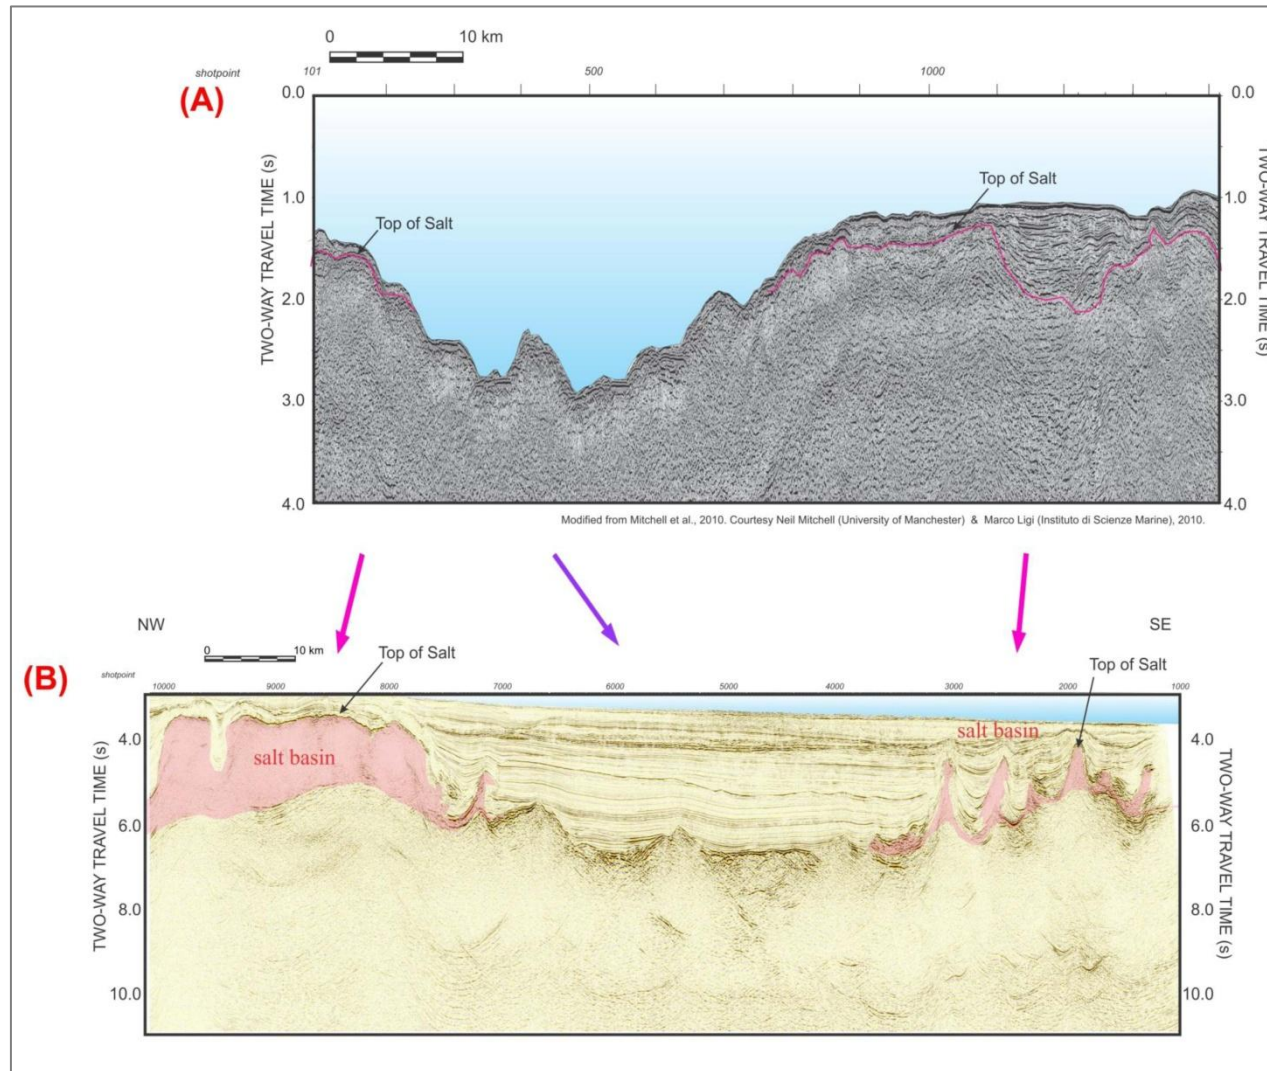 0 10 km
shotpoint 101 500 1000
(A)
0.0 0.0
TWO-WAY TRAVEL TIME (s)
TWO-WAY TRAVEL TIME (s)
Top of Salt
1.0 1.0
Top of Salt
2.0 2.0
3.0 3.0
4.0 4.0
Modified from Mitchell et al., 2010. Courtesy Neil Mitchell (University of Manchester) & Marco Ligi (Instituto di Scienze Marine), 2010.
NW SE
0 10 km
Top of Salt
Top of Salt
(B)
shotpoint
10000 9000 8000 7000 6000 5000 4000 3000 2000 1000
salt basin
4.0 4.0
salt basin
TWO-WAY TRAVEL TIME (s)
TWO-WAY TRAVEL TIME (s)
6.0 6.0
8.0 8.0
10.0 10.0